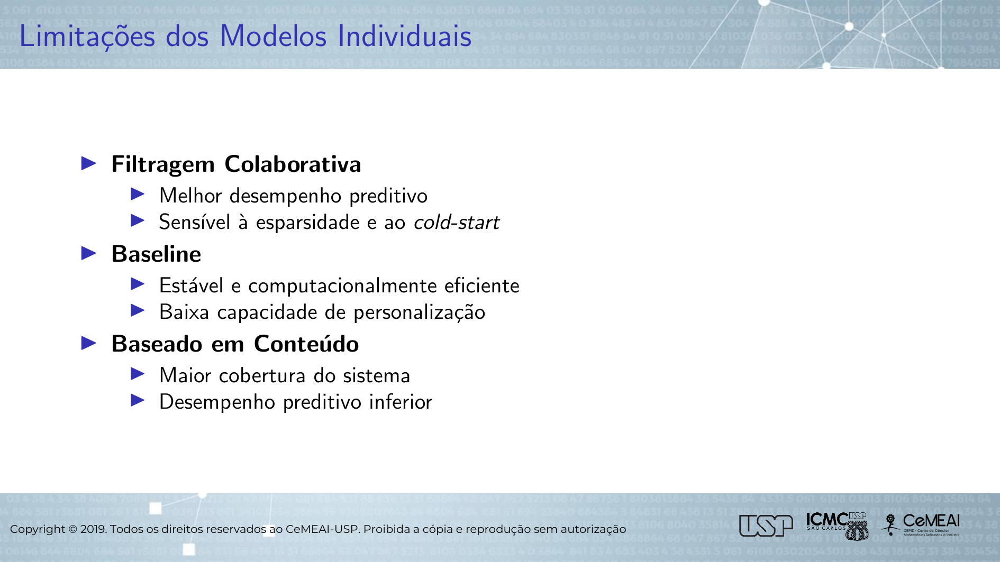 Limitações dos Modelos Individuais
Filtragem Colaborativa
Melhor desempenho preditivo
Sensível à esparsidade e ao cold-start
Baseline
Estável e computacionalmente eficiente
Baixa capacidade de personalização
Baseado em Conteúdo
Maior cobertura do sistema
Desempenho preditivo inferior
Copyright © 2019. Todos os direitos reservados ao CeMEAI-USP. Proibida a cópia e reprodução sem autorização
USP
ICMC USP
SÃO CARLOS
CeMEAI
CEPID - Centro de Ciências
Matemáticas Aplicadas à Indústria